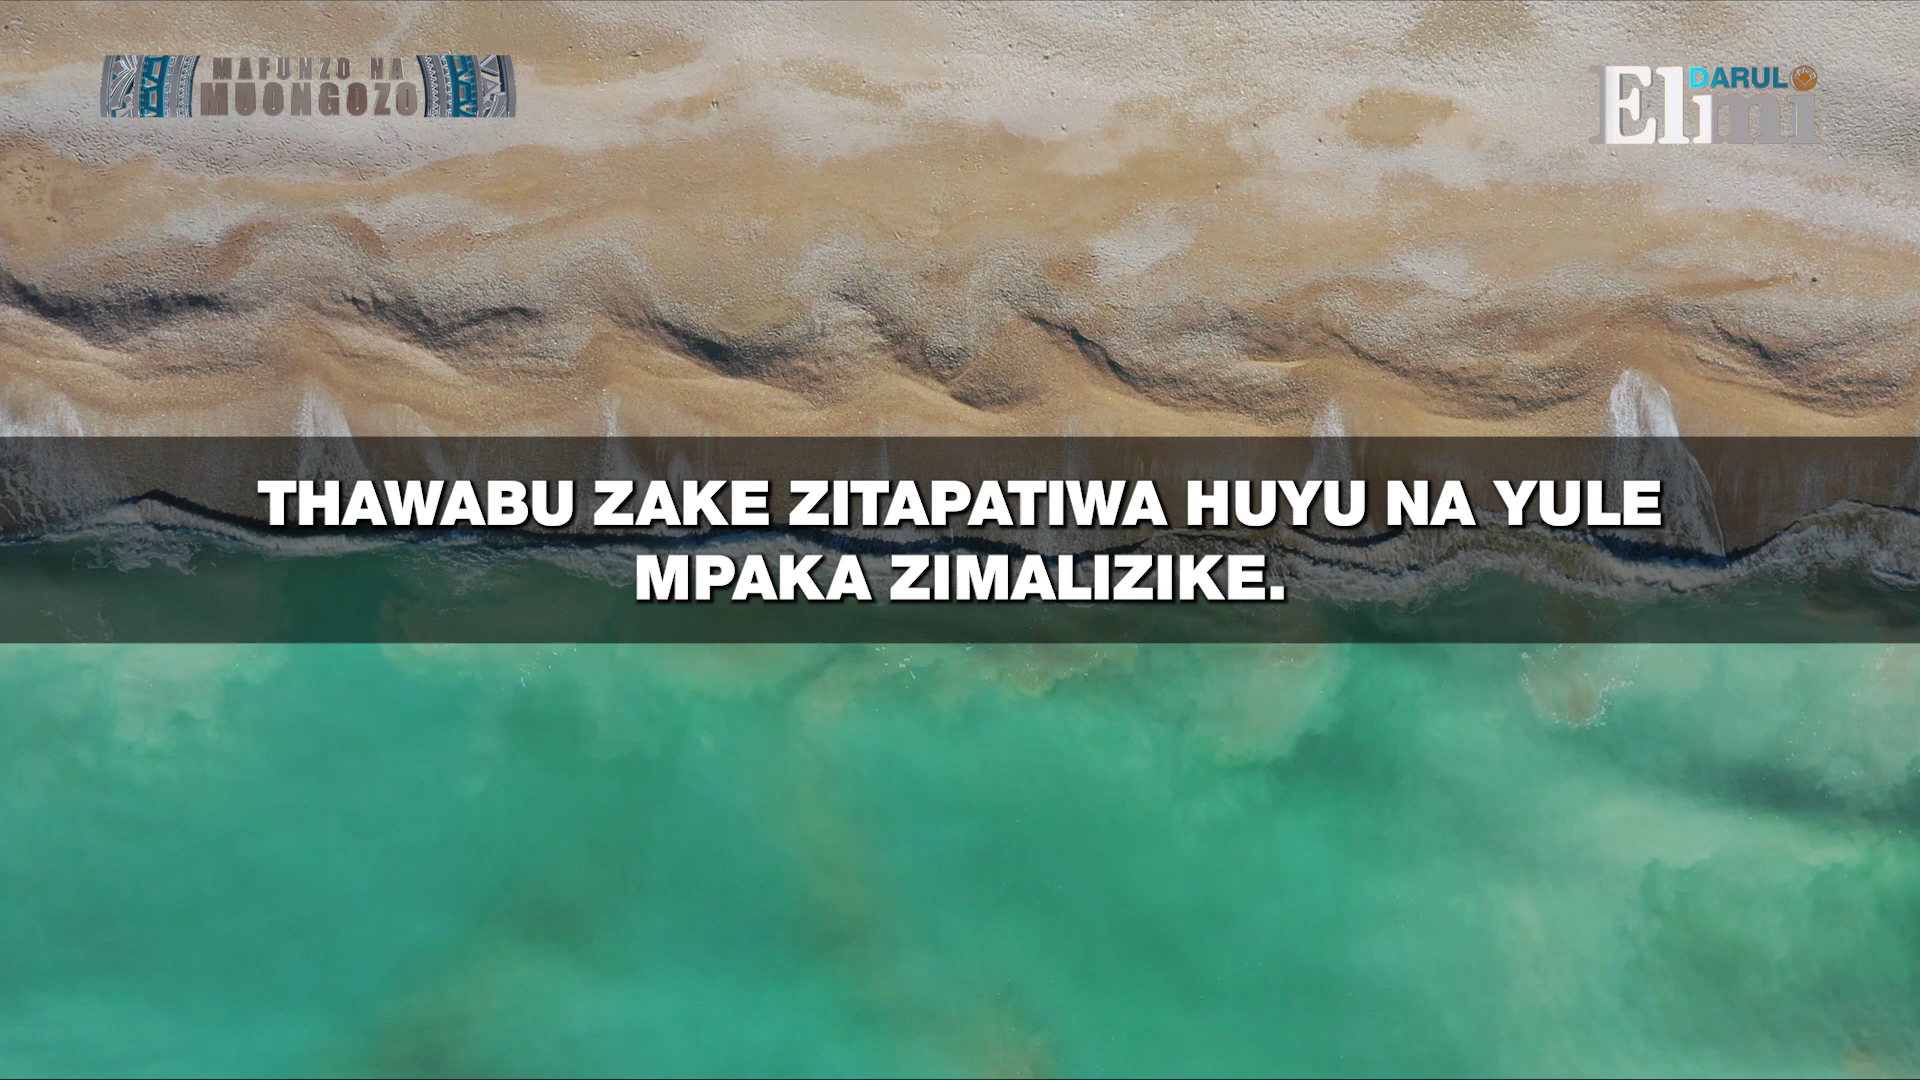 MAFUNZO NA
MUONGOZO
DARUL
Elimi
THAWABU ZAKE ZITAPATIWA HUYU NA YULE
MPAKA ZIMALIZIKE.